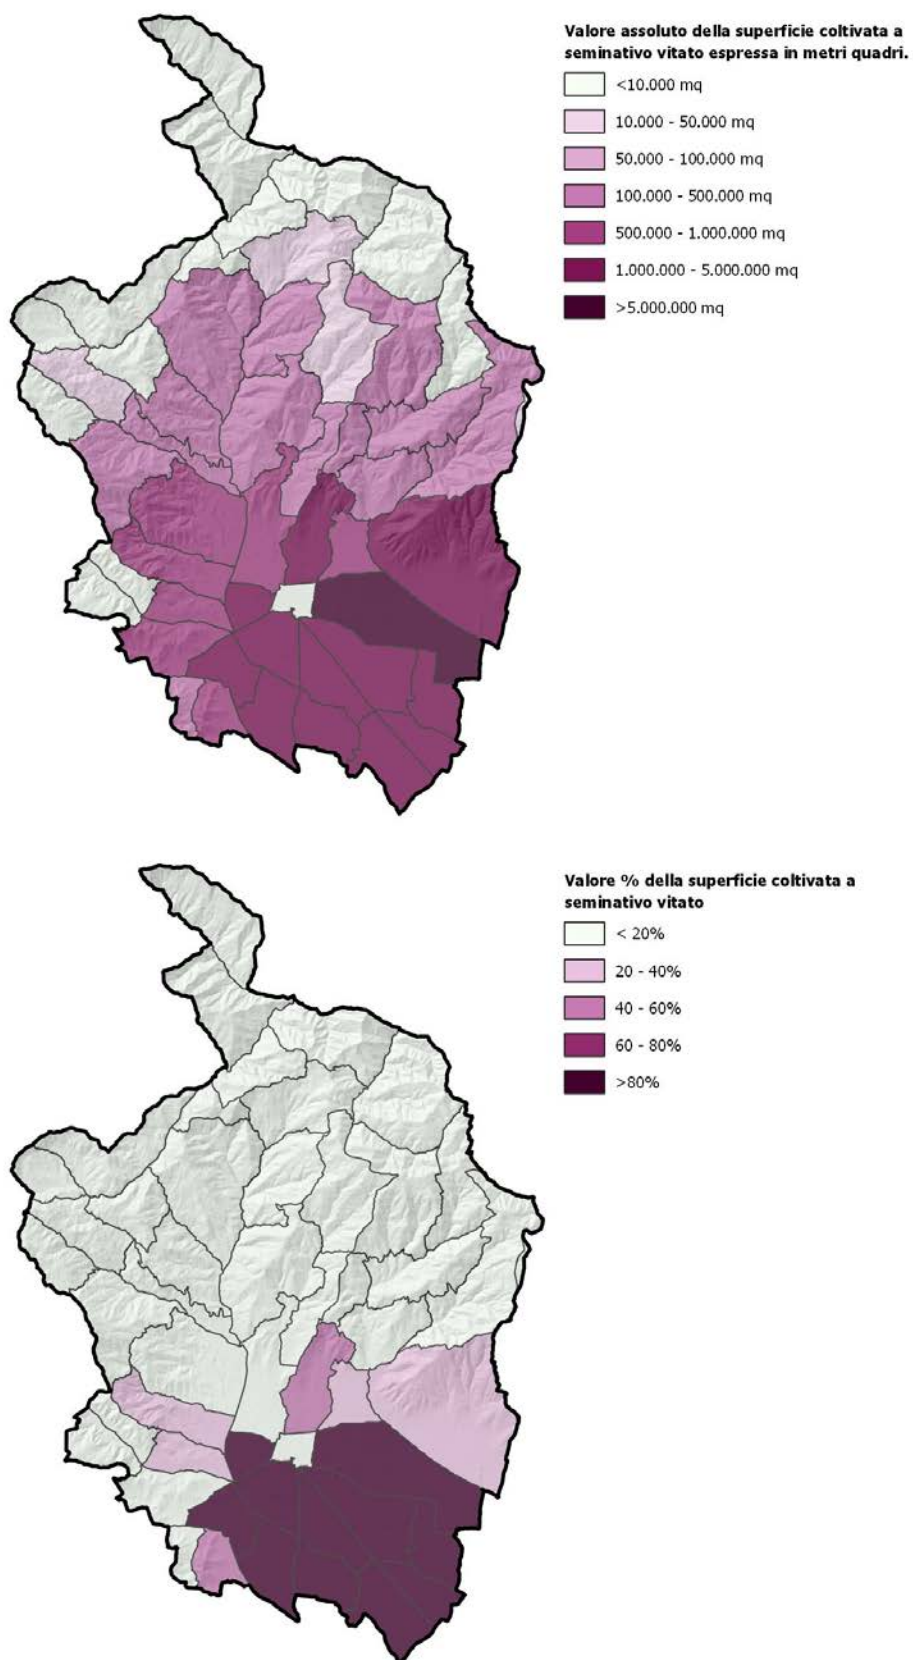 Valore assoluto della superficie coltivata a
seminativo vitato espressa in metri quadri.
<10.000 mq
10.000 - 50.000 mq
50.000 - 100.000 mq
100.000 - 500.000 mq
500.000 - 1.000.000 mq
1.000.000 - 5.000.000 mq
>5.000.000 mq
Valore % della superficie coltivata a
seminativo vitato
< 20%
20 - 40%
40 - 60%
60 - 80%
>80%